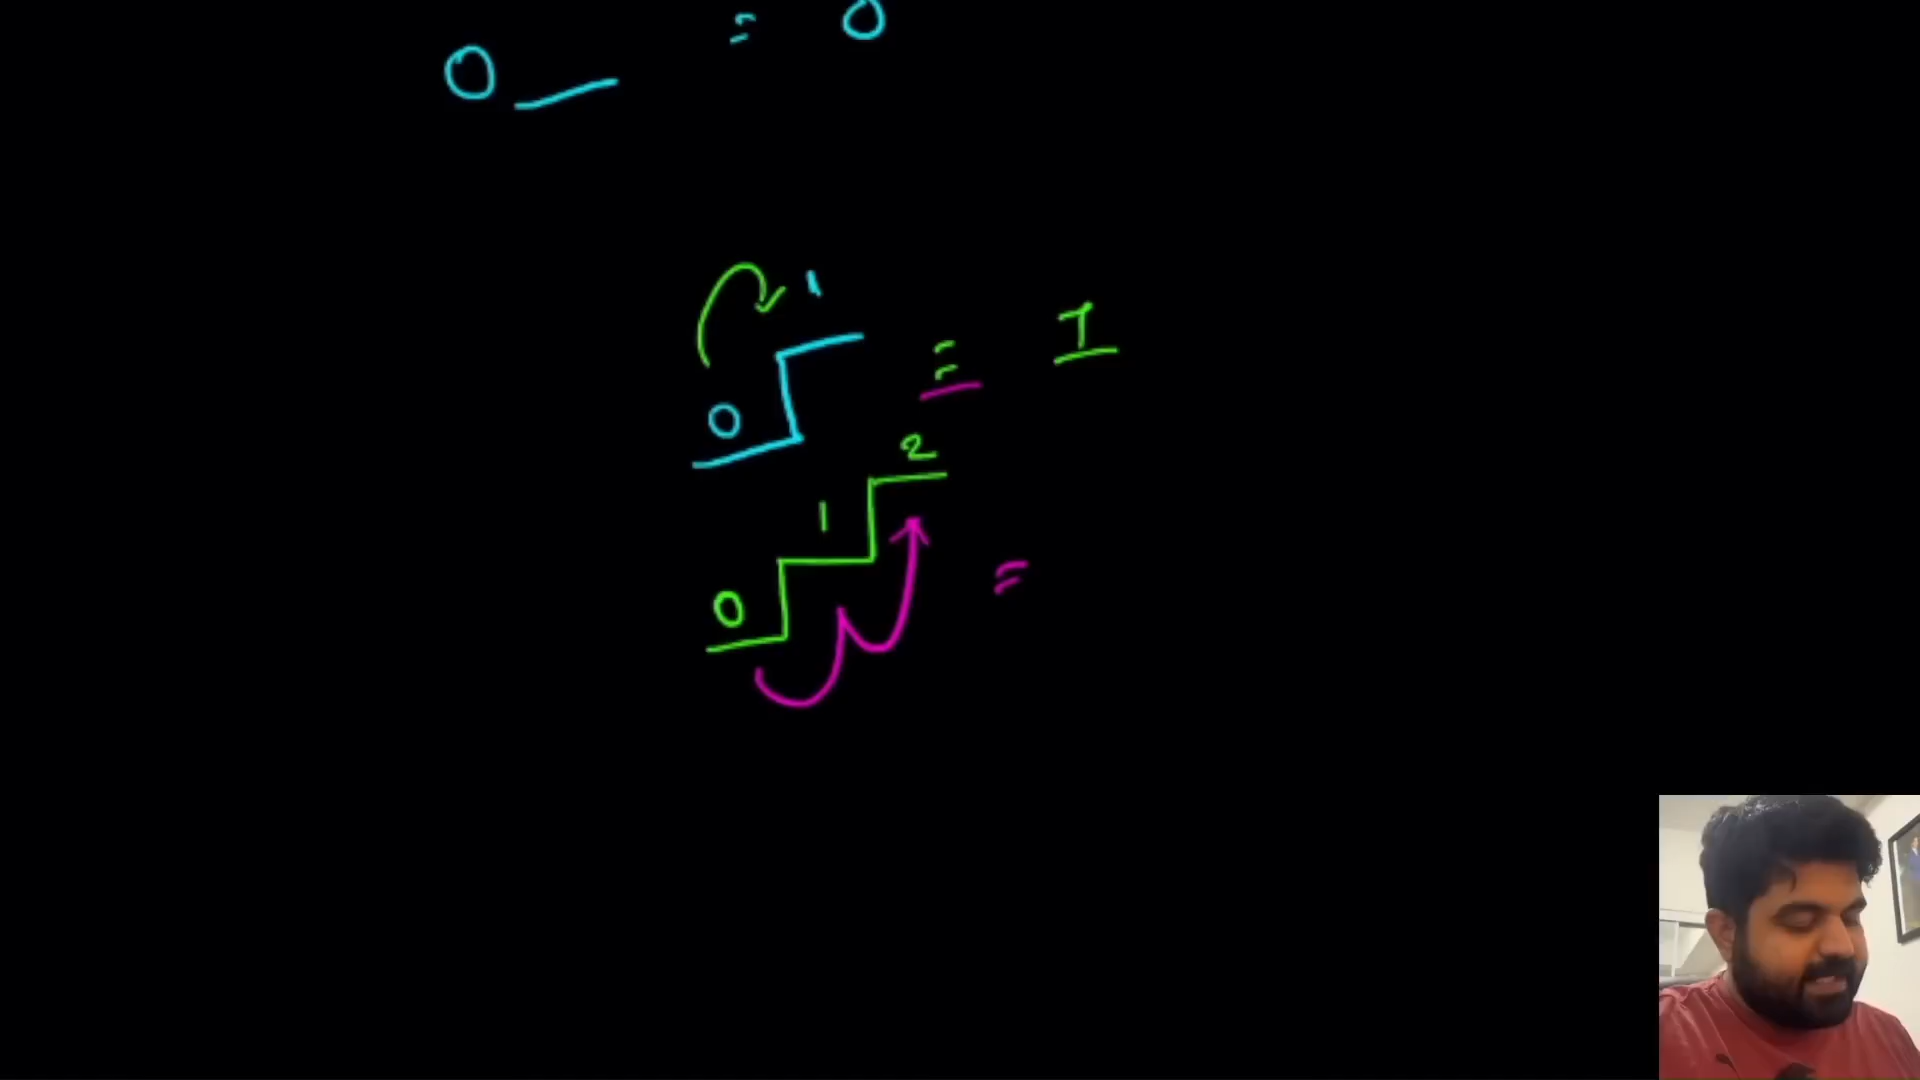 0 = 0
1
0 = 1
2
1
0 =